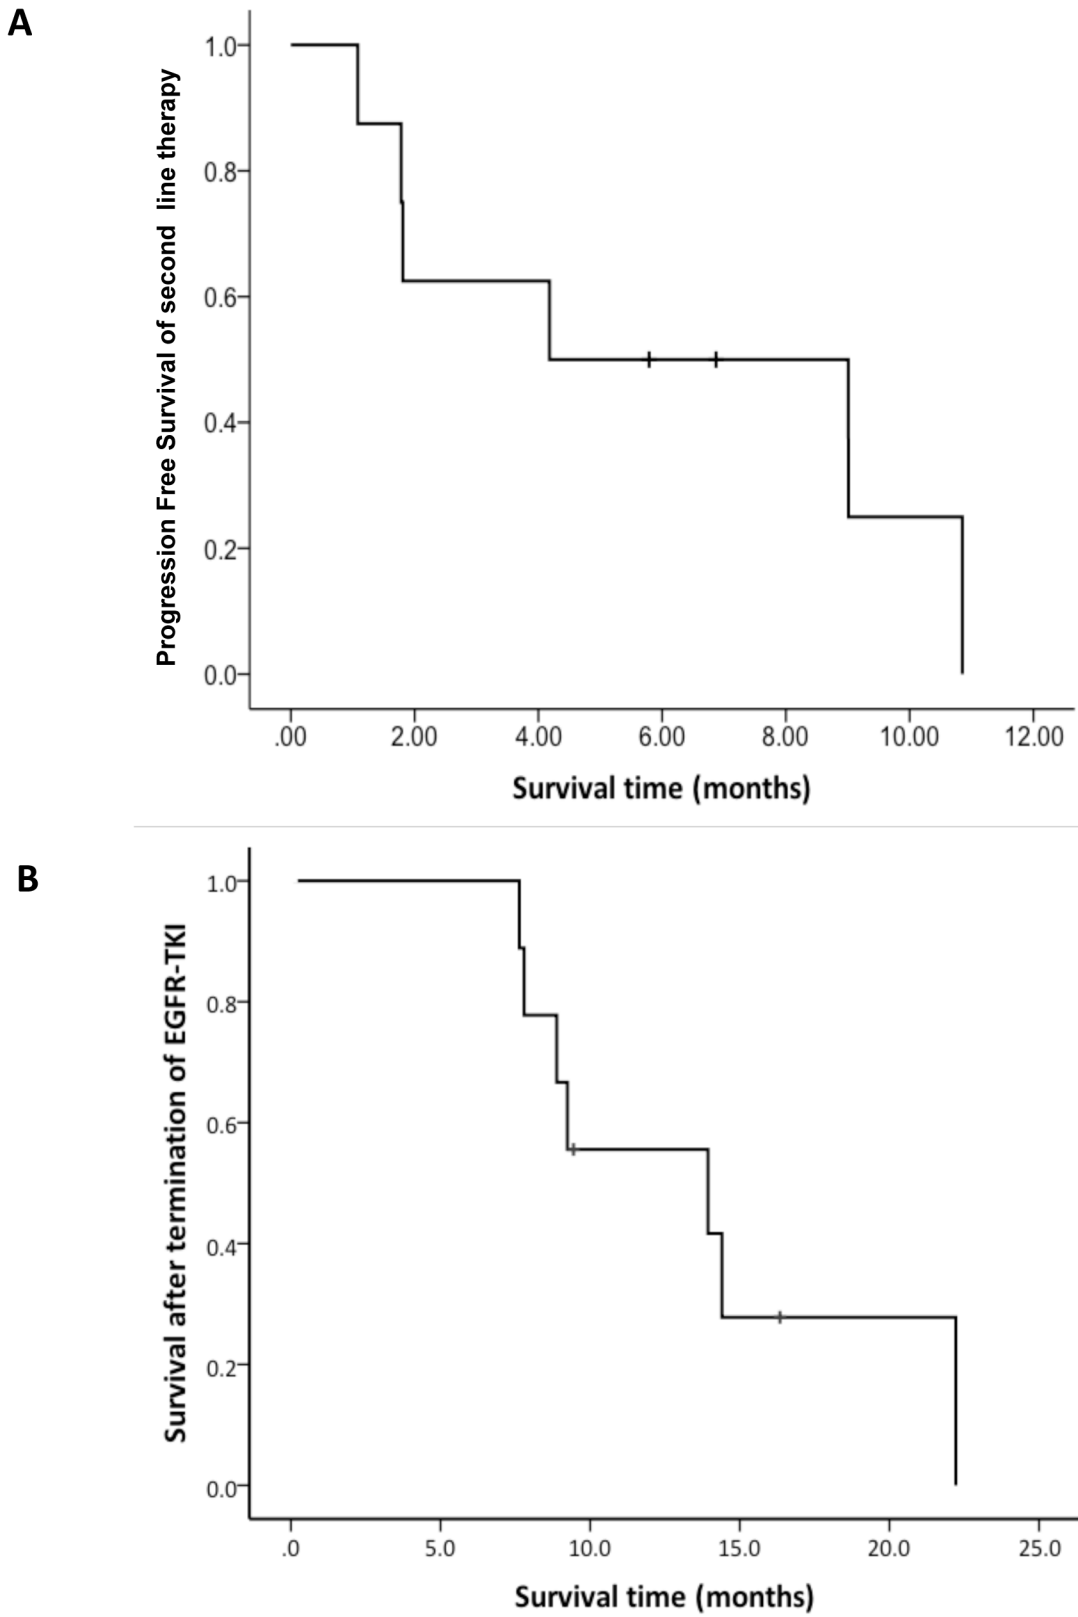 A
Progression Free Survival of second line therapy
1.0
0.8
0.6
0.4
0.2
0.0
.00 2.00 4.00 6.00 8.00 10.00 12.00
Survival time (months)
B
Survival after termination of EGFR-TKI
1.0
0.8
0.6
0.4
0.2
0.0
.0 5.0 10.0 15.0 20.0 25.0
Survival time (months)